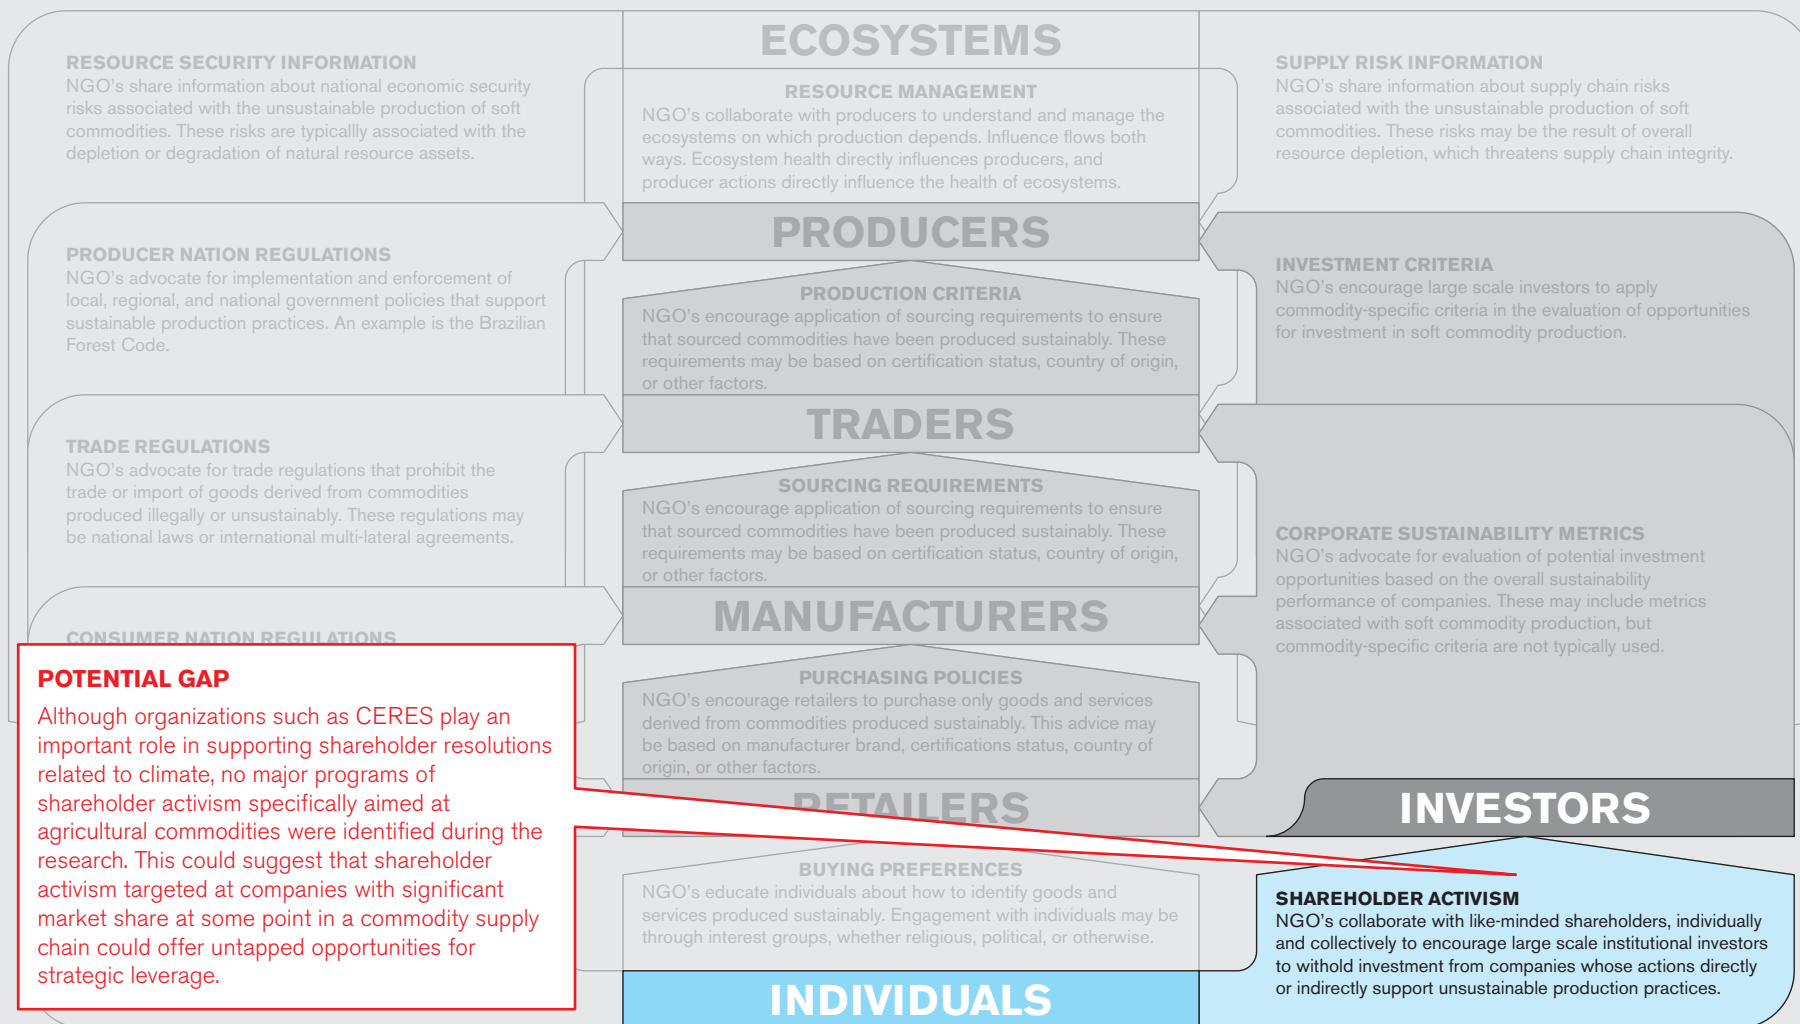 ECOSYSTEMS
RESOURCE SECURITY INFORMATION
NGO's share information about national economic security
risks associated with the unsustainable production of soft
commodities. These risks are typicallly associated with the
depletion or degradation of natural resource assets.
RESOURCE MANAGEMENT
NGO's collaborate with producers to understand and manage the
ecosystems on which production depends. Influence flows both
ways. Ecosystem health directly influences producers, and
producer actions directly influence the health of ecosystems.
SUPPLY RISK INFORMATION
NGO's share information about supply chain risks
associated with the unsustainable production of soft
commodities. These risks may be the result of overall
resource depletion, which threatens supply chain integrity.
PRODUCERS
PRODUCER NATION REGULATIONS
NGO's advocate for implementation and enforcement of
local, regional, and national government policies that support
sustainable production practices. An example is the Brazilian
Forest Code.
PRODUCTION CRITERIA
NGO's encourage application of sourcing requirements to ensure
that sourced commodities have been produced sustainably. These
requirements may be based on certification status, country of origin,
or other factors.
INVESTMENT CRITERIA
NGO's encourage large scale investors to apply
commodity-specific criteria in the evaluation of opportunities
for investment in soft commodity production.
TRADERS
TRADE REGULATIONS
NGO's advocate for trade regulations that prohibit the
trade or import of goods derived from commodities
produced illegally or unsustainably. These regulations may
be national laws or international multi-lateral agreements.
SOURCING REQUIREMENTS
NGO's encourage application of sourcing requirements to ensure
that sourced commodities have been produced sustainably. These
requirements may be based on certification status, country of origin,
or other factors.
CORPORATE SUSTAINABILITY METRICS
NGO's advocate for evaluation of potential investment
opportunities based on the overall sustainability
performance of companies. These may include metrics
associated with soft commodity production, but
commodity-specific criteria are not typically used.
MANUFACTURERS
CONSUMER NATION REGULATIONS
POTENTIAL GAP
Although organizations such as CERES play an
important role in supporting shareholder resolutions
related to climate, no major programs of
shareholder activism specifically aimed at
agricultural commodities were identified during the
research. This could suggest that shareholder
activism targeted at companies with significant
market share at some point in a commodity supply
chain could offer untapped opportunities for
strategic leverage.
PURCHASING POLICIES
NGO's encourage retailers to purchase only goods and services
derived from commodities produced sustainably. This advice may
be based on manufacturer brand, certifications status, country of
origin, or other factors.
RETAILERS
INVESTORS
BUYING PREFERENCES
NGO's educate individuals about how to identify goods and
services produced sustainably. Engagement with individuals may be
through interest groups, whether religious, political, or otherwise.
SHAREHOLDER ACTIVISM
NGO's collaborate with like-minded shareholders, individually
and collectively to encourage large scale institutional investors
to withold investment from companies whose actions directly
or indirectly support unsustainable production practices.
INDIVIDUALS